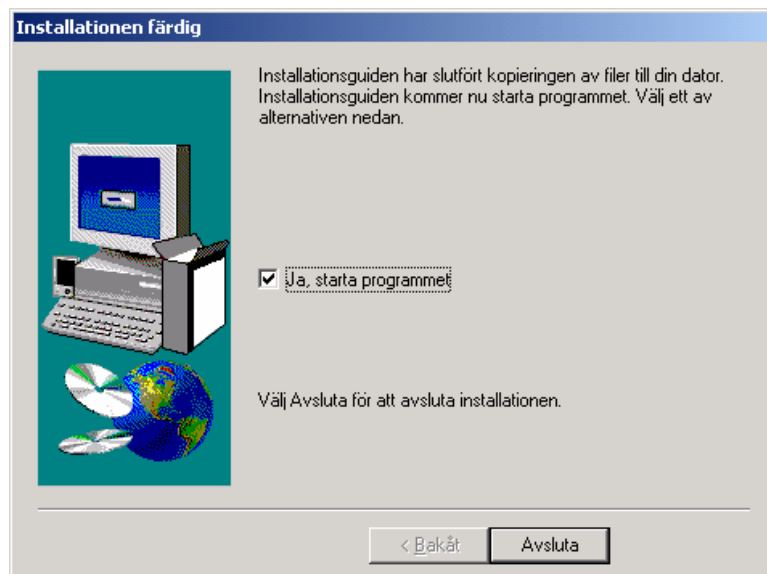 Installationen färdig
Installationsguiden har slutfört kopieringen av filer till din dator.
Installationsguiden kommer nu starta programmet. Välj ett av
alternativen nedan.
Ja, starta programmet
Välj Avsluta för att avsluta installationen.
< Bakåt
Avsluta